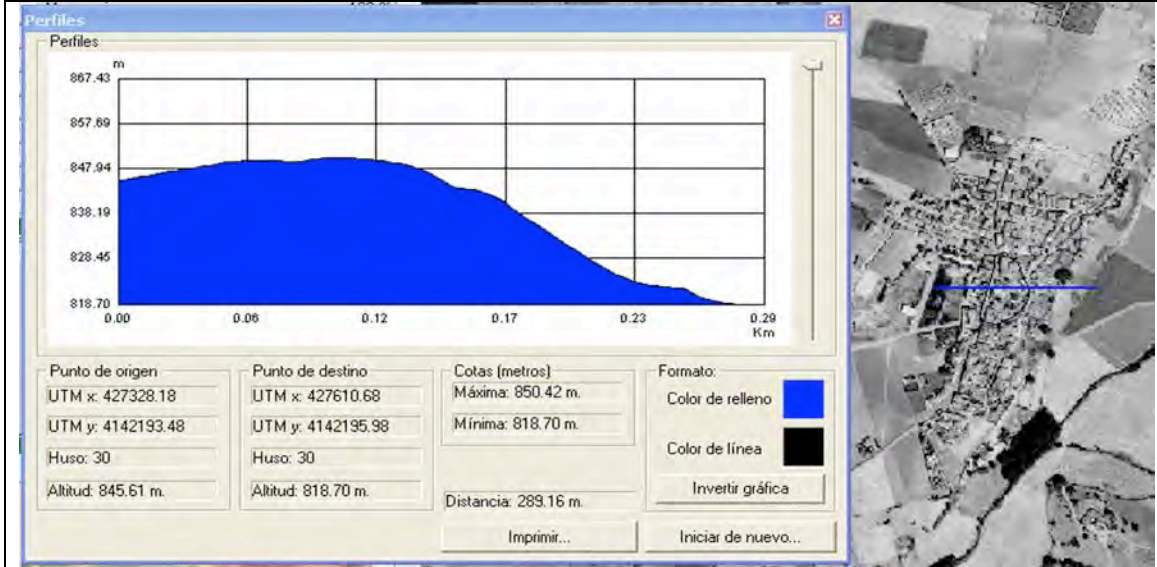 Perfiles
Perfiles
m
867.43
857.69
847.94
838.19
828.45
818.70
0.00 0.06 0.12 0.17 0.23 0.29
Km
Punto de origen
UTM x: 427328.18
UTM y: 4142193.48
Huso: 30
Altitud: 845.61 m.
Punto de destino
UTM x: 427610.68
UTM y: 4142195.98
Huso: 30
Altitud: 818.70 m.
Cotas (metros)
Máxima: 850.42 m.
Mínima: 818.70 m.
Distancia: 289.16 m.
Formato:
Color de relleno
Color de línea
Invertir gráfica
Imprimir...
Iniciar de nuevo...